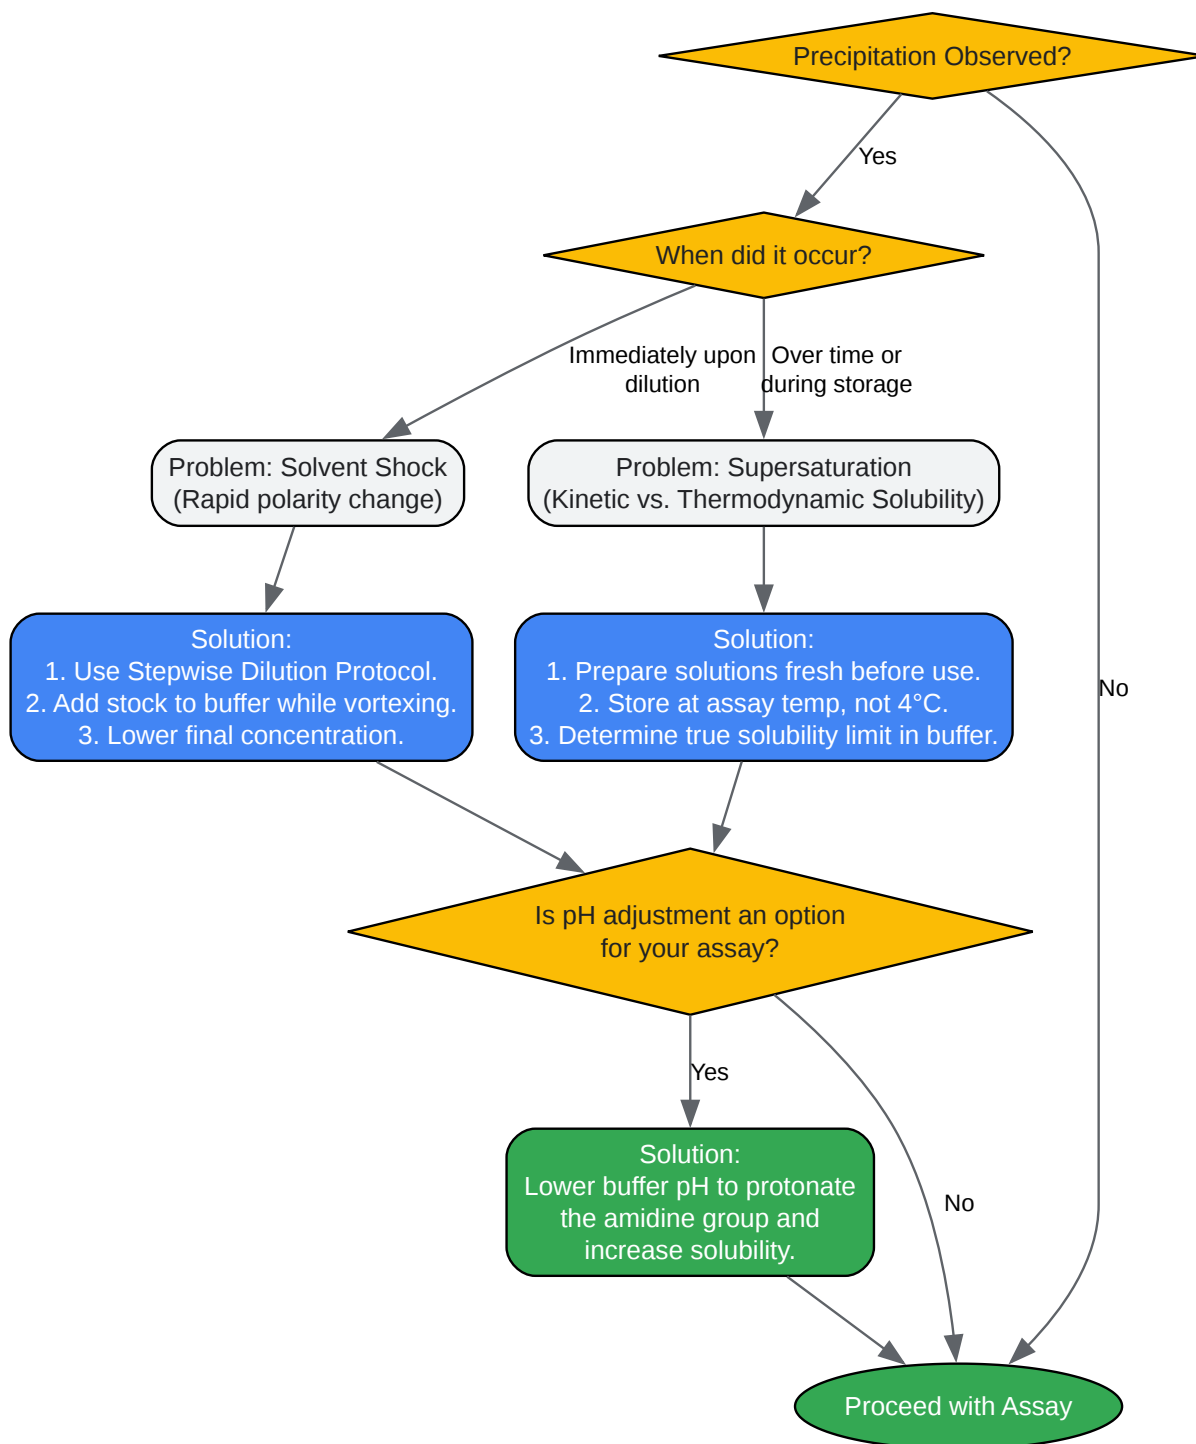 Precipitation Observed?
Yes
When did it occur?
Immediately upon
dilution
Over time or
during storage
Problem: Solvent Shock
(Rapid polarity change)
Problem: Supersaturation
(Kinetic vs. Thermodynamic Solubility)
Solution:
1. Use Stepwise Dilution Protocol.
2. Add stock to buffer while vortexing.
3. Lower final concentration.
Solution:
1. Prepare solutions fresh before use.
2. Store at assay temp, not 4°C.
3. Determine true solubility limit in buffer.
No
Is pH adjustment an option
for your assay?
Yes
Solution:
Lower buffer pH to protonate
the amidine group and
increase solubility.
No
Proceed with Assay